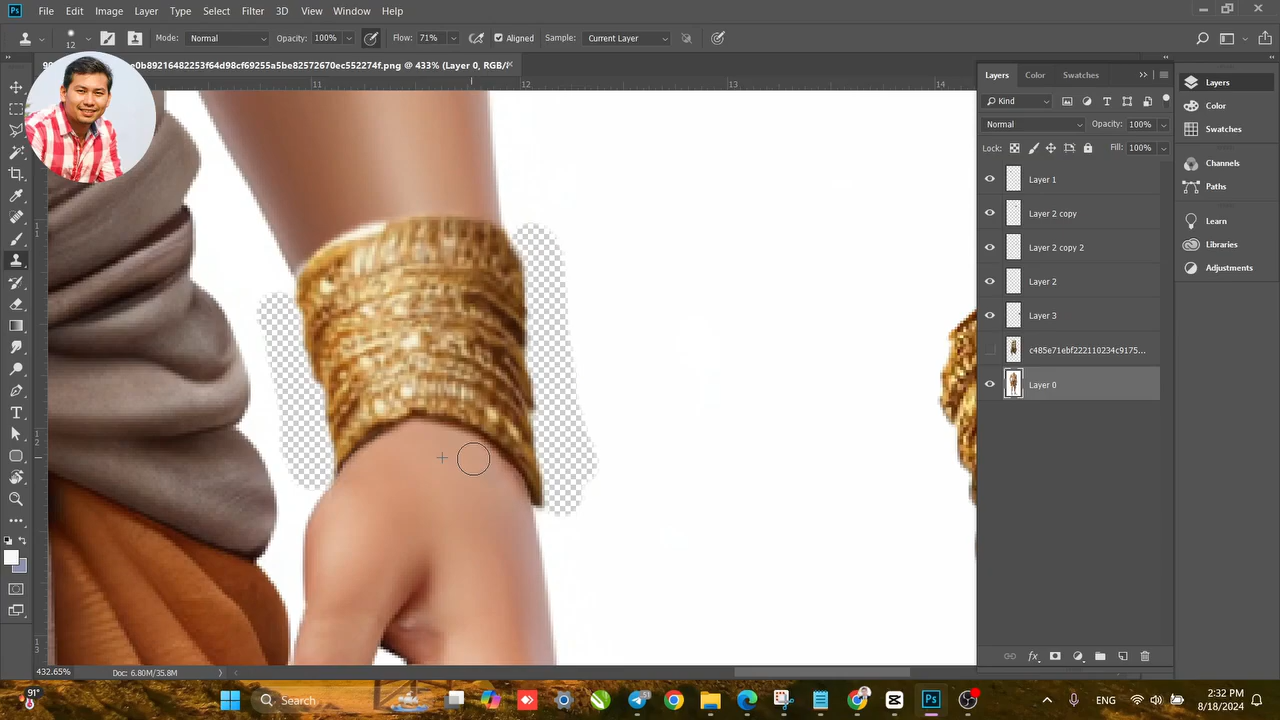 Ps File Edit Image Layer Type Select Filter 3D View Window Help
12 Mode: Normal Opacity: 100% Flow: 71% Aligned Sample: Current Layer
e0b89216482253f64d98cf69255a5be82572670ec552274f.png @ 433% (Layer 0, RGB/
11 12 13 14
Layers Color Swatches
Kind
Normal Opacity: 100%
Lock: Fill: 100%
Layer 1
Layer 2 copy
Layer 2 copy 2
Layer 2
Layer 3
c485e71ebf222110234c9175...
Layer 0
Layers
Color
Swatches
Channels
Paths
Learn
Libraries
Adjustments
fx
432.65% Doc: 6.80M/35.8M
91° Search Ps ENG 2:32 PM
8/18/2024